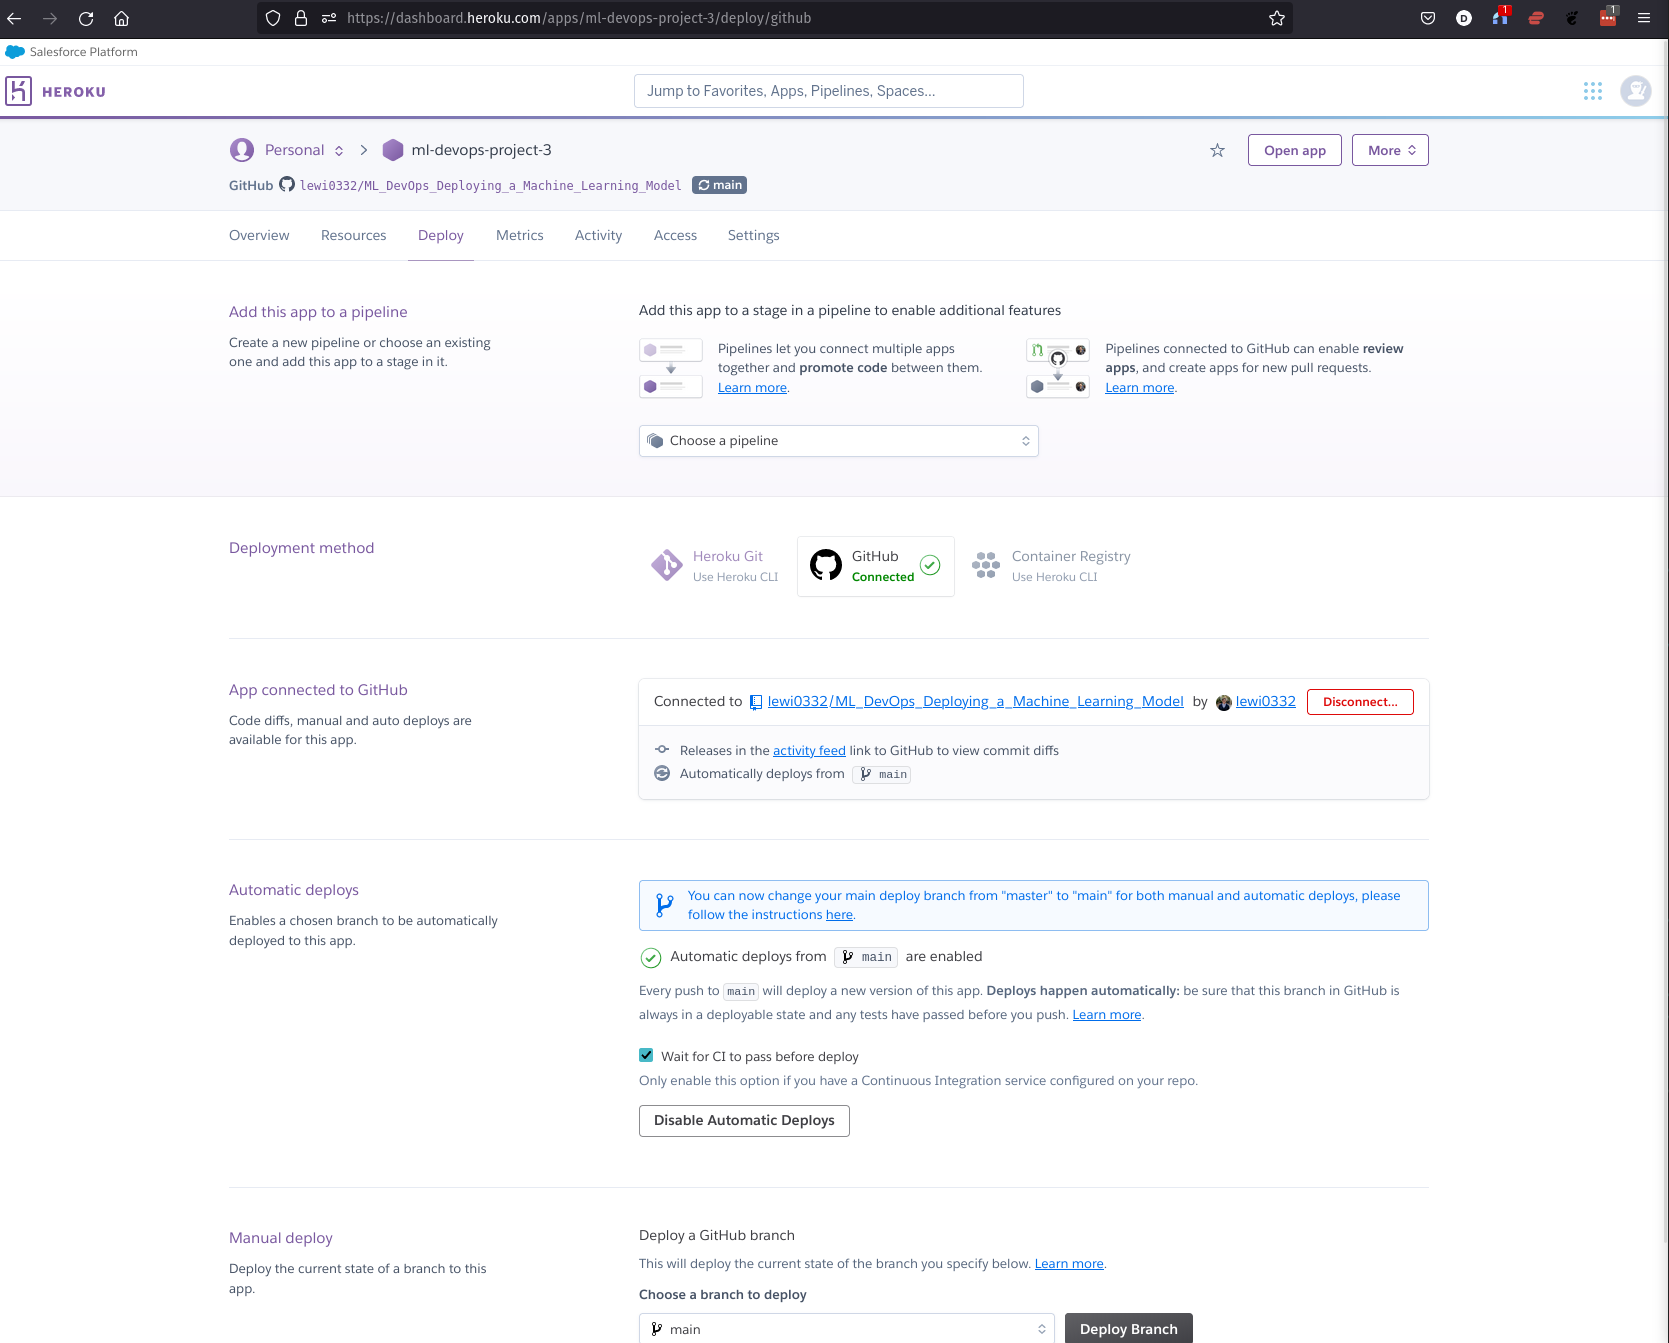 https://dashboard.heroku.com/apps/ml-devops-project-3/deploy/github
D
1
1
Salesforce Platform
HEROKU
Jump to Favorites, Apps, Pipelines, Spaces...
Personal
ml-devops-project-3
Open app
More
GitHub lewi0332/ML_DevOps_Deploying_a_Machine_Learning_Model main
Overview Resources Deploy Metrics Activity Access Settings
Add this app to a pipeline
Create a new pipeline or choose an existing
one and add this app to a stage in it.
Add this app to a stage in a pipeline to enable additional features
Pipelines let you connect multiple apps
together and promote code between them.
Learn more.
Pipelines connected to GitHub can enable review
apps, and create apps for new pull requests.
Learn more.
Choose a pipeline
Deployment method
Heroku Git
Use Heroku CLI
GitHub
Connected
Container Registry
Use Heroku CLI
App connected to GitHub
Code diffs, manual and auto deploys are
available for this app.
Connected to lewi0332/ML_DevOps_Deploying_a_Machine_Learning_Model by lewi0332 Disconnect...
Releases in the activity feed link to GitHub to view commit diffs
Automatically deploys from main
Automatic deploys
Enables a chosen branch to be automatically
deployed to this app.
You can now change your main deploy branch from "master" to "main" for both manual and automatic deploys, please
follow the instructions here.
Automatic deploys from main are enabled
Every push to main will deploy a new version of this app. Deploys happen automatically: be sure that this branch in GitHub is
always in a deployable state and any tests have passed before you push. Learn more.
Wait for CI to pass before deploy
Only enable this option if you have a Continuous Integration service configured on your repo.
Disable Automatic Deploys
Manual deploy
Deploy the current state of a branch to this
app.
Deploy a GitHub branch
This will deploy the current state of the branch you specify below. Learn more.
Choose a branch to deploy
main
Deploy Branch